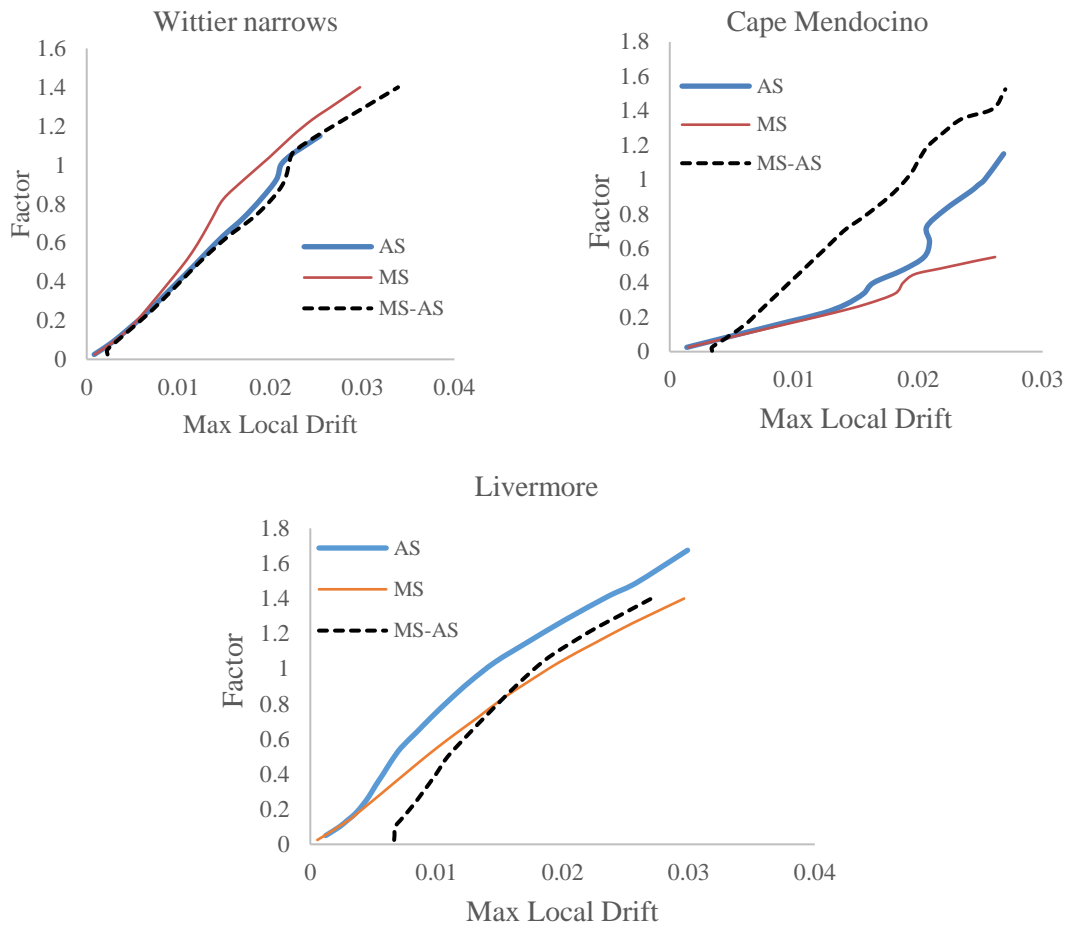 Wittier narrows
1.6
1.4
1.2
1
0.8
0.6
0.4
0.2
0
Factor
AS
MS
MS-AS
0 0.01 0.02 0.03 0.04
Max Local Drift
Cape Mendocino
1.8
1.6
1.4
1.2
1
0.8
0.6
0.4
0.2
0
Factor
AS
MS
MS-AS
0 0.01 0.02 0.03
Max Local Drift
Livermore
1.8
1.6
1.4
1.2
1
0.8
0.6
0.4
0.2
0
Factor
AS
MS
MS-AS
0 0.01 0.02 0.03 0.04
Max Local Drift